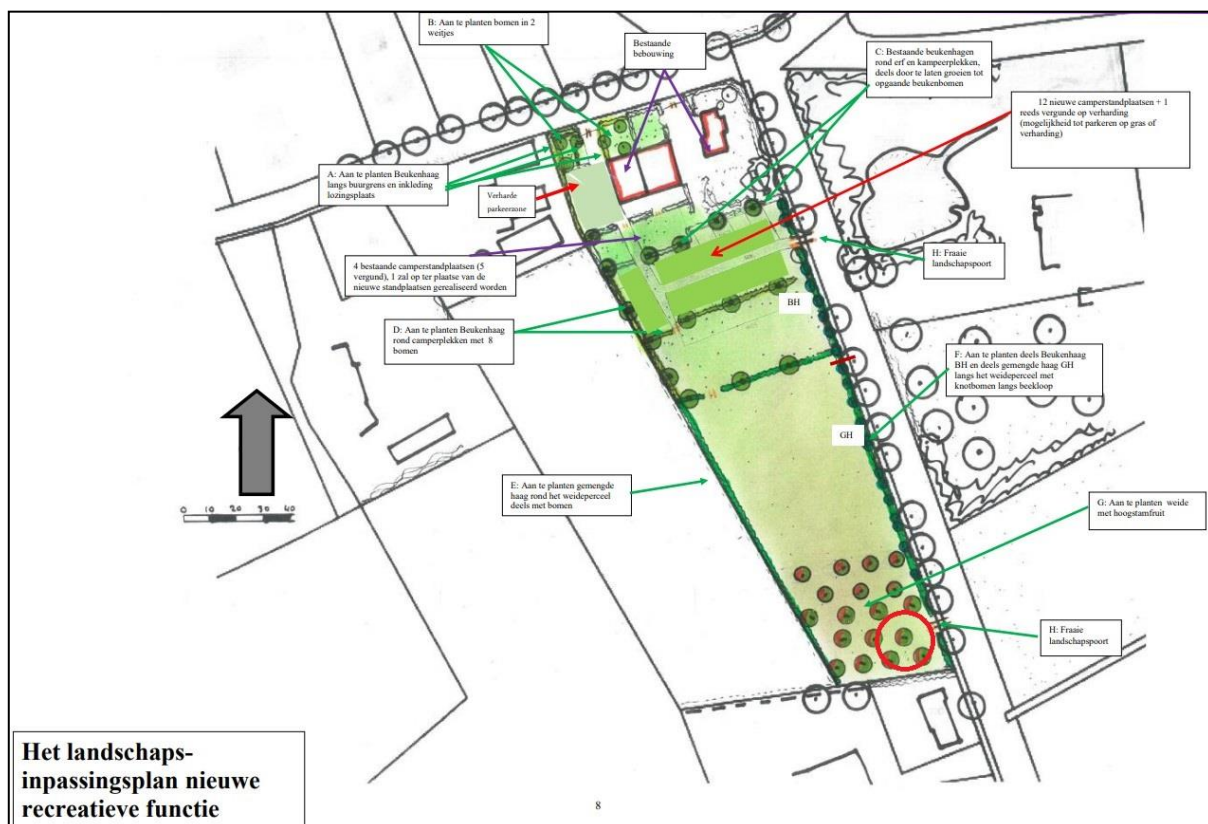 B: Aan te planten bomen in 2
weitjes
Bestaande
bebouwing
C: Bestaande beukenhagen
rond erf en kampeerplekken,
deels door te laten groeien tot
opgaande beukenbomen
12 nieuwe camperstandplaatsen + 1
reeds vergunde op verharding
(mogelijkheid tot parkeren op gras of
verharding)
A: Aan te planten Beukenhaag
langs buurgrens en inkleding
lozingsplaats
Verharde
parkeerzone
4 bestaande camperstandplaatsen (5
vergund), 1 zal op ter plaatse van de
nieuwe standplaatsen gerealiseerd worden
H: Fraaie
landschapspoort
D: Aan te planten Beukenhaag
rond camperplekken met 8
bomen
BH
F: Aan te planten deels Beukenhaag
BH en deels gemengde haag GH
langs het weideperceel met
knotbomen langs beekloop
GH
E: Aan te planten gemengde
haag rond het weideperceel
deels met bomen
0 10 20 30 40
G: Aan te planten weide
met hoogstamfruit
H: Fraaie
landschapspoort
Het landschaps-
inpassingsplan nieuwe
recreatieve functie
8